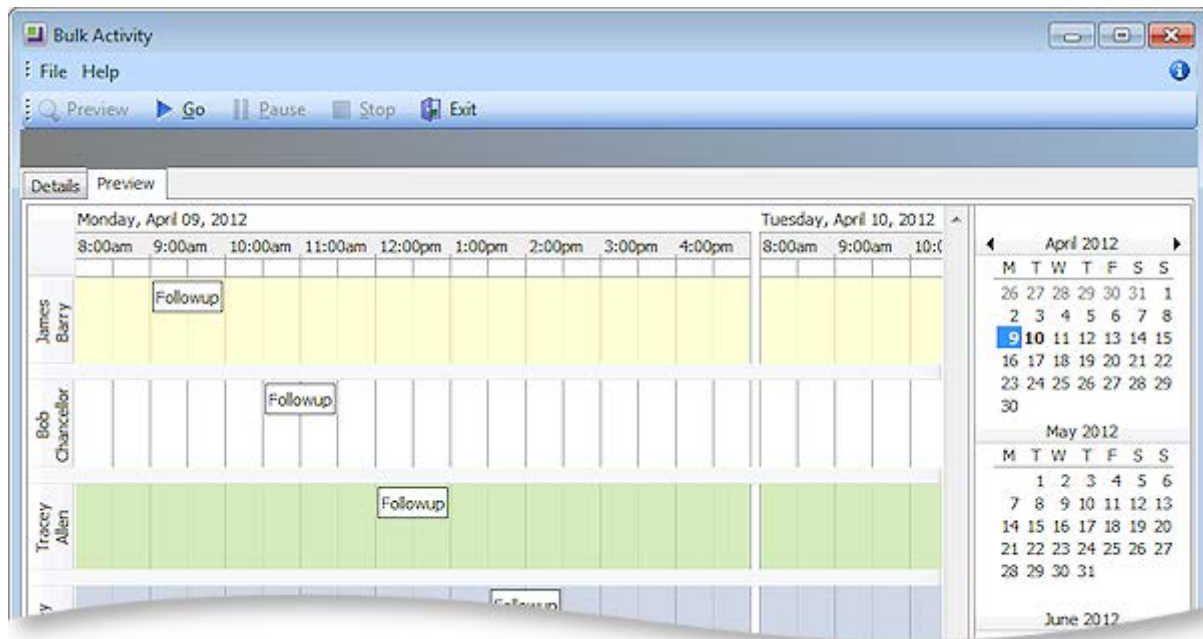 Bulk Activity
File Help
Preview Go Pause Stop Exit
Details Preview
Monday, April 09, 2012 Tuesday, April 10, 2012
8:00am 9:00am 10:00am 11:00am 12:00pm 1:00pm 2:00pm 3:00pm 4:00pm 8:00am 9:00am 10:0
James
Barry
Followup
Bob
Chancellor
Followup
Tracey
Allen
Followup
Followup
April 2012
M T W T F S S
26 27 28 29 30 31 1
2 3 4 5 6 7 8
9 10 11 12 13 14 15
16 17 18 19 20 21 22
23 24 25 26 27 28 29
30
May 2012
M T W T F S S
1 2 3 4 5 6
7 8 9 10 11 12 13
14 15 16 17 18 19 20
21 22 23 24 25 26 27
28 29 30 31
June 2012